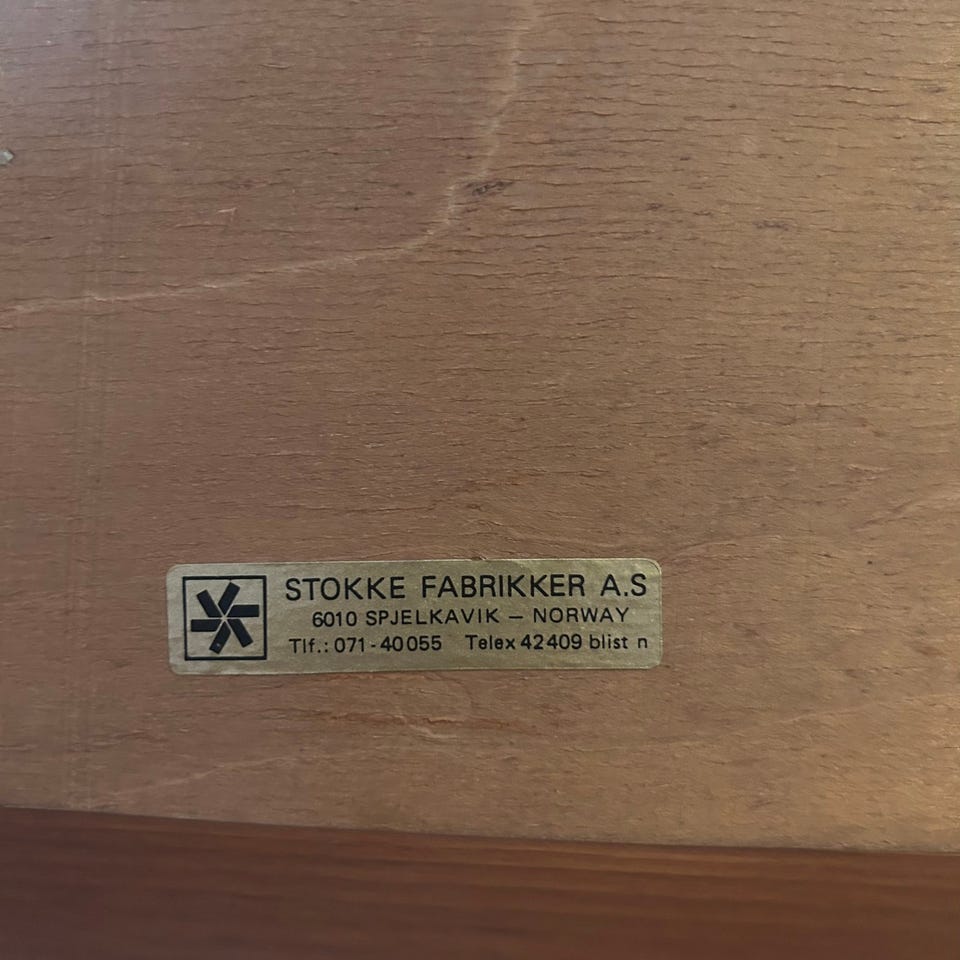 STOKKE FABRIKKER A.S
6010 SPJELKAVIK – NORWAY
Tlf.: 071-40055 Telex 42409 blist n